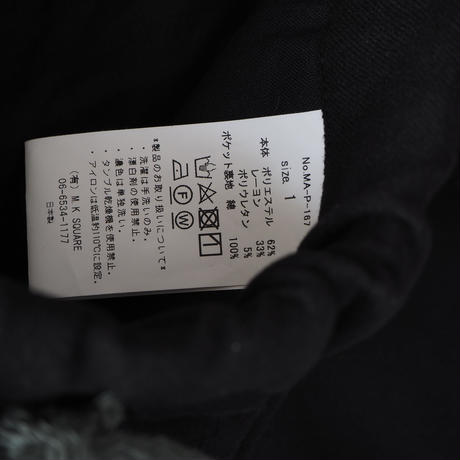 No.MA-P-167
size. 1
本体 ポリエステル 62%
レーヨン 33%
ポリウレタン 5%
ポケット裏地 綿 100%
F W
*製品のお取り扱いについて*
・洗濯は手洗いのみ。
・漂白剤の使用禁止。
・濃色は単独洗い。
・タンブル乾燥機を使用禁止。
・アイロンは低温約110℃に設定。
(有) M. K SQUARE
06-6534-1177
日本製